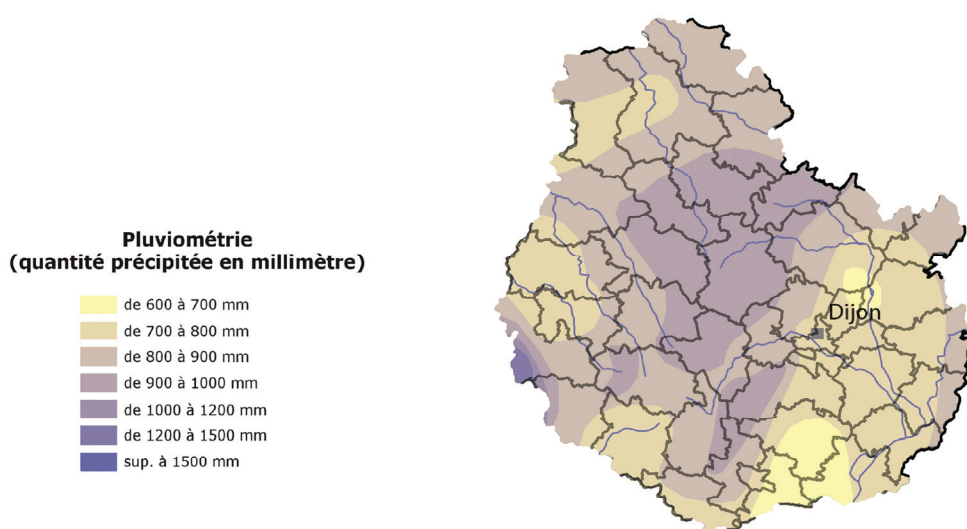 Pluviométrie
(quantité précipitée en millimètre)
de 600 à 700 mm
de 700 à 800 mm
de 800 à 900 mm
de 900 à 1000 mm
de 1000 à 1200 mm
de 1200 à 1500 mm
sup. à 1500 mm
Dijon